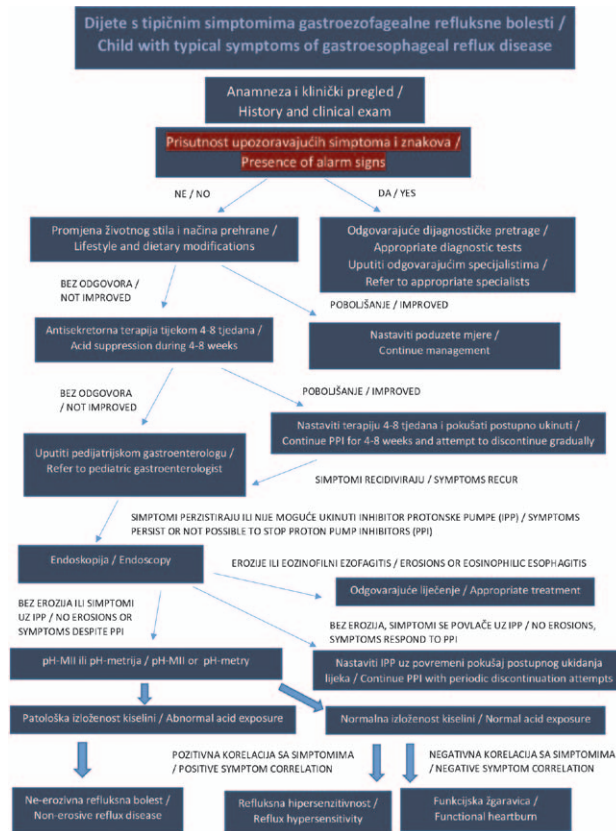 Dijete s tipičnim simptomima gastroezofagealne refluksne bolesti /
Child with typical symptoms of gastroesophageal reflux disease
Anamneza i klinički pregled /
History and clinical exam
Prisutnost upozoravajućih simptoma i znakova /
Presence of alarm signs
NE / NO
DA / YES
Promjena životnog stila i načina prehrane /
Lifestyle and dietary modifications
Odgovarajuće dijagnostičke pretrage /
Appropriate diagnostic tests
Uputiti odgovarajućim specijalistima /
Refer to appropriate specialists
BEZ ODGOVORA /
NOT IMPROVED
POBOLJŠANJE / IMPROVED
Antisekretorna terapija tijekom 4-8 tjedana /
Acid suppression during 4-8 weeks
Nastaviti poduzete mjere /
Continue management
BEZ ODGOVORA /
/ NOT IMPROVED
POBOLJŠANJE / IMPROVED
Nastaviti terapiju 4-8 tjedana i pokušati postupno ukinuti /
Continue PPI for 4-8 weeks and attempt to discontinue gradually
Uputiti pedijatrijskom gastroenterologu /
Refer to pediatric gastroenterologist
SIMPTOMI RECIDIVIRAJU / SYMPTOMS RECUR
SIMPTOMI PERZISTIRAJU ILI NIJE MOGUĆE UKINUTI INHIBITOR PROTONSKE PUMPE (IPP) / SYMPTOMS
PERSIST OR NOT POSSIBLE TO STOP PROTON PUMP INHIBITORS (PPI)
Endoskopija / Endoscopy
EROZIJE ILI EOZINOFILNI EZOFAGITIS / EROSIONS OR EOSINOPHILIC ESOPHAGITIS
Odgovarajuće liječenje / Appropriate treatment
BEZ EROZIJA ILI SIMPTOMI
UZ IPP / NO EROSIONS OR
SYMPTOMS DESPITE PPI
BEZ EROZIJA, SIMPTOMI SE POVLAČE UZ IPP / NO EROSIONS,
SYMPTOMS RESPOND TO PPI
pH-MII ili pH-metrija / pH-MII or pH-metry
Nastaviti IPP uz povremeni pokušaj postupnog ukidanja
lijeka / Continue PPI with periodic discontinuation attempts
Patološka izloženost kiselini / Abnormal acid exposure
Normalna izloženost kiselini / Normal acid exposure
POZITIVNA KORELACIJA SA SIMPTOMIMA
/ POSITIVE SYMPTOM CORRELATION
NEGATIVNA KORELACIJA SA SIMPTOMIMA
/ NEGATIVE SYMPTOM CORRELATION
Ne-erozivna refluksna bolest /
Non-erosive reflux disease
Refluksna hipersenzitivnost /
Reflux hypersensitivity
Funkcijska žgaravica /
Functional heartburn